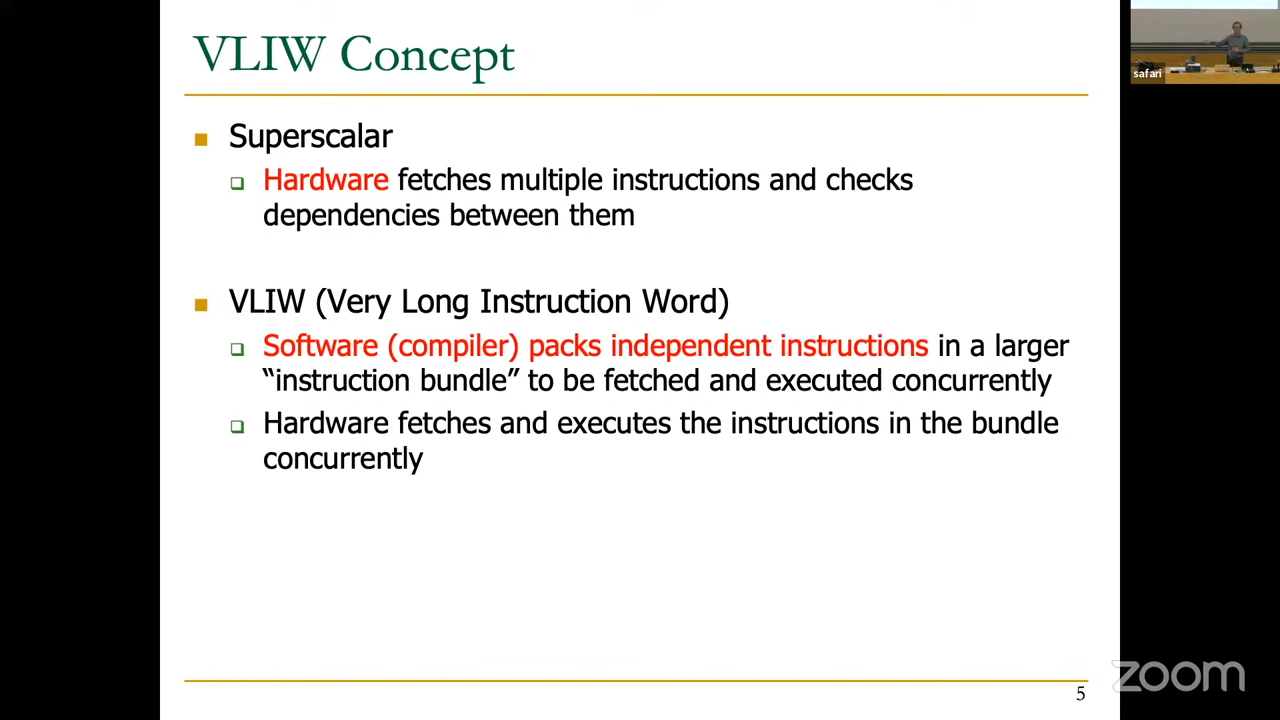 VLIW Concept
safari
Superscalar
Hardware fetches multiple instructions and checks
dependencies between them
VLIW (Very Long Instruction Word)
Software (compiler) packs independent instructions in a larger
“instruction bundle” to be fetched and executed concurrently
Hardware fetches and executes the instructions in the bundle
concurrently
zoom
5